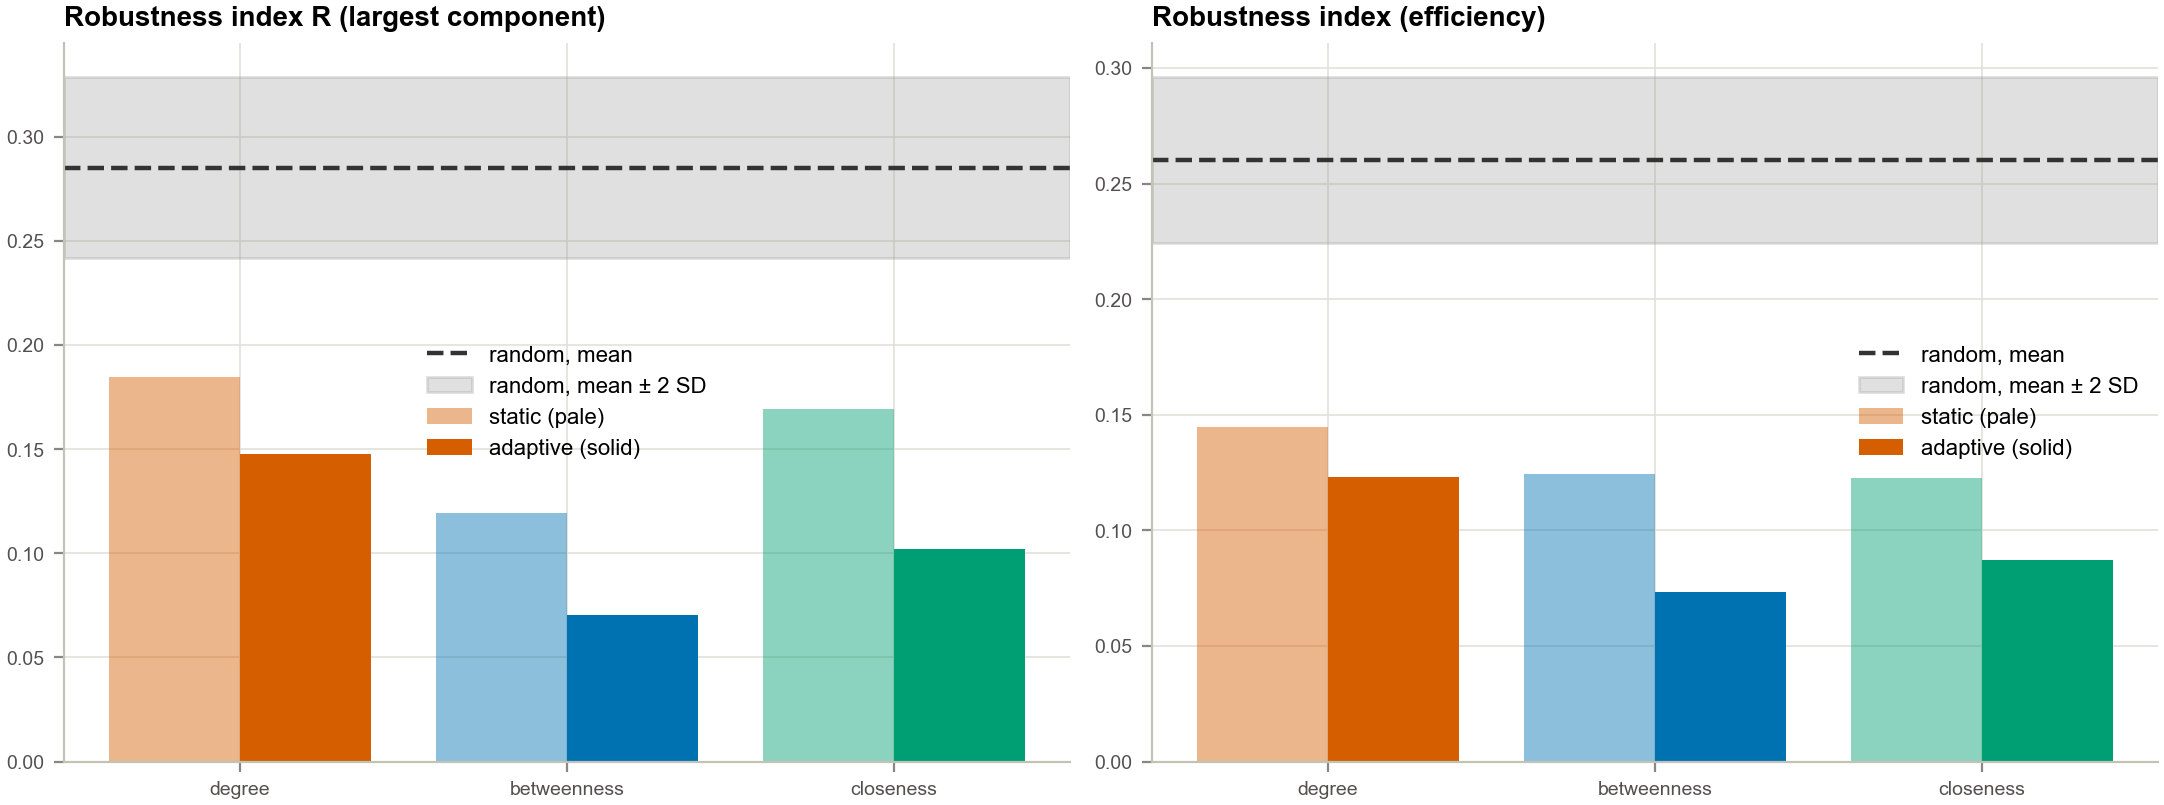 Robustness index R (largest component)
0.30
0.25
0.20
0.15
0.10
0.05
0.00
random, mean
random, mean ± 2 SD
static (pale)
adaptive (solid)
degree
betweenness
closeness
Robustness index (efficiency)
0.30
0.25
0.20
0.15
0.10
0.05
0.00
random, mean
random, mean ± 2 SD
static (pale)
adaptive (solid)
degree
betweenness
closeness